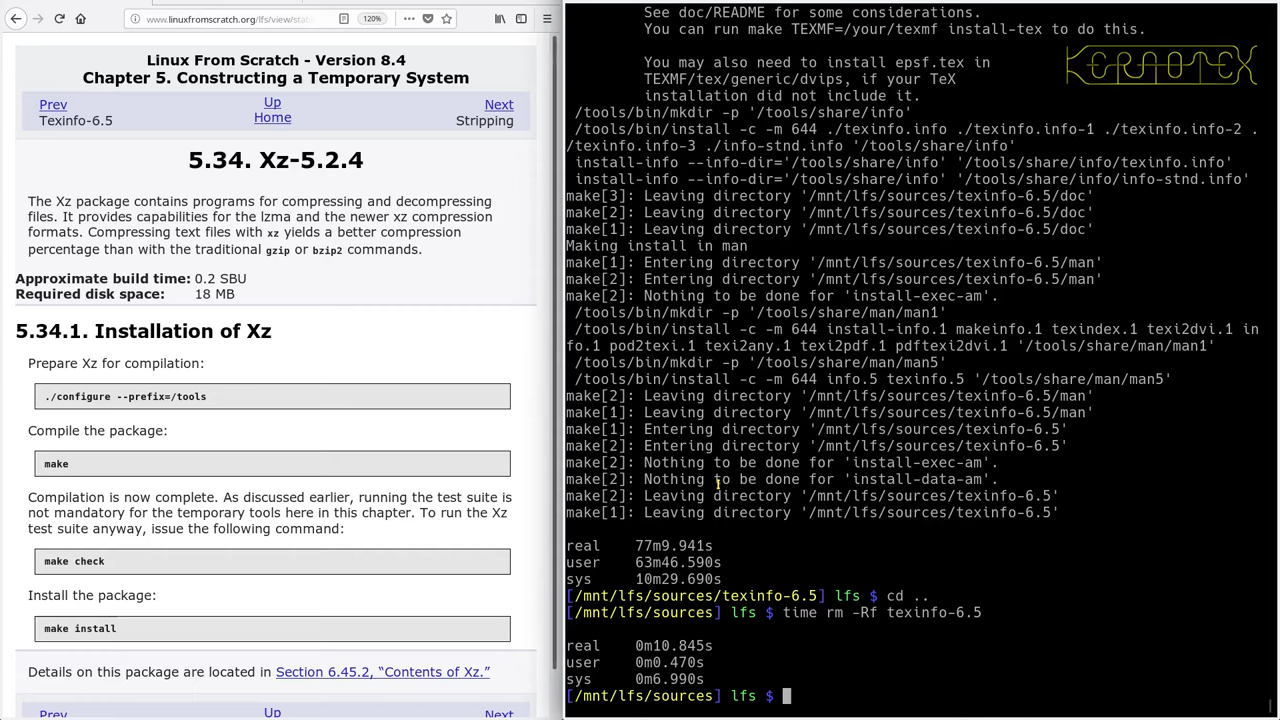 www.linuxfromscratch.org/lfs/view/stab
120%
Linux From Scratch - Version 8.4
Chapter 5. Constructing a Temporary System
Prev
Up
Next
Texinfo-6.5
Home
Stripping
5.34. Xz-5.2.4
The Xz package contains programs for compressing and decompressing
files. It provides capabilities for the lzma and the newer xz compression
formats. Compressing text files with xz yields a better compression
percentage than with the traditional gzip or bzip2 commands.
Approximate build time: 0.2 SBU
Required disk space: 18 MB
5.34.1. Installation of Xz
Prepare Xz for compilation:
./configure --prefix=/tools
Compile the package:
make
Compilation is now complete. As discussed earlier, running the test suite is
not mandatory for the temporary tools here in this chapter. To run the Xz
test suite anyway, issue the following command:
make check
Install the package:
make install
Details on this package are located in Section 6.45.2, “Contents of Xz.”
Prev
Up
Next
See doc/README for some considerations.
You can run make TEXMF=/your/texmf install-tex to do this.
You may also need to install epsf.tex in
TEXMF/tex/generic/dvips, if your TeX
installation did not include it.
/tools/bin/mkdir -p '/tools/share/info'
/tools/bin/install -c -m 644 ./texinfo.info ./texinfo.info-1 ./texinfo.info-2 .
/texinfo.info-3 ./info-stnd.info '/tools/share/info'
install-info --info-dir='/tools/share/info' '/tools/share/info/texinfo.info'
install-info --info-dir='/tools/share/info' '/tools/share/info/info-stnd.info'
make[3]: Leaving directory '/mnt/lfs/sources/texinfo-6.5/doc'
make[2]: Leaving directory '/mnt/lfs/sources/texinfo-6.5/doc'
make[1]: Leaving directory '/mnt/lfs/sources/texinfo-6.5/doc'
Making install in man
make[1]: Entering directory '/mnt/lfs/sources/texinfo-6.5/man'
make[2]: Entering directory '/mnt/lfs/sources/texinfo-6.5/man'
make[2]: Nothing to be done for 'install-exec-am'.
/tools/bin/mkdir -p '/tools/share/man/man1'
/tools/bin/install -c -m 644 install-info.1 makeinfo.1 texindex.1 texi2dvi.1 in
fo.1 pod2texi.1 texi2any.1 texi2pdf.1 pdftexi2dvi.1 '/tools/share/man/man1'
/tools/bin/mkdir -p '/tools/share/man/man5'
/tools/bin/install -c -m 644 info.5 texinfo.5 '/tools/share/man/man5'
make[2]: Leaving directory '/mnt/lfs/sources/texinfo-6.5/man'
make[1]: Leaving directory '/mnt/lfs/sources/texinfo-6.5/man'
make[1]: Entering directory '/mnt/lfs/sources/texinfo-6.5'
make[2]: Entering directory '/mnt/lfs/sources/texinfo-6.5'
make[2]: Nothing to be done for 'install-exec-am'.
make[2]: Nothing to be done for 'install-data-am'.
make[2]: Leaving directory '/mnt/lfs/sources/texinfo-6.5'
make[1]: Leaving directory '/mnt/lfs/sources/texinfo-6.5'
real 77m9.941s
user 63m46.590s
sys 10m29.690s
[/mnt/lfs/sources/texinfo-6.5] lfs $ cd ..
[/mnt/lfs/sources] lfs $ time rm -Rf texinfo-6.5
real 0m10.845s
user 0m0.470s
sys 0m6.990s
[/mnt/lfs/sources] lfs $